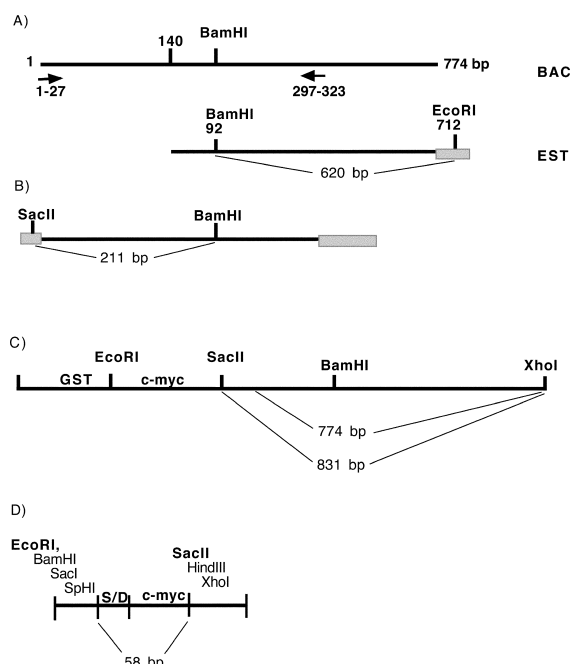 A)
140
BamHI
1
774 bp
BAC
1-27
297-323
BamHI
92
EcoRI
712
EST
620 bp
B)
SacII
BamHI
211 bp
C)
EcoRI
SacII
BamHI
XhoI
GST
c-myc
774 bp
831 bp
D)
EcoRI,
BamHI
SacI
SpHI
SacII
HindIII
XhoI
S/D
c-myc
58 bp